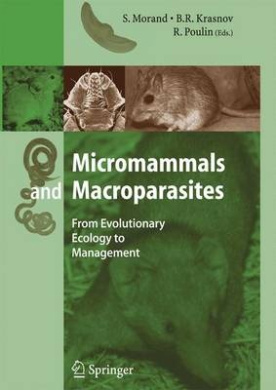 S. Morand · B.R. Krasnov
R. Poulin (Eds.)
Micromammals
and Macroparasites
From Evolutionary
Ecology to
Management
Springer